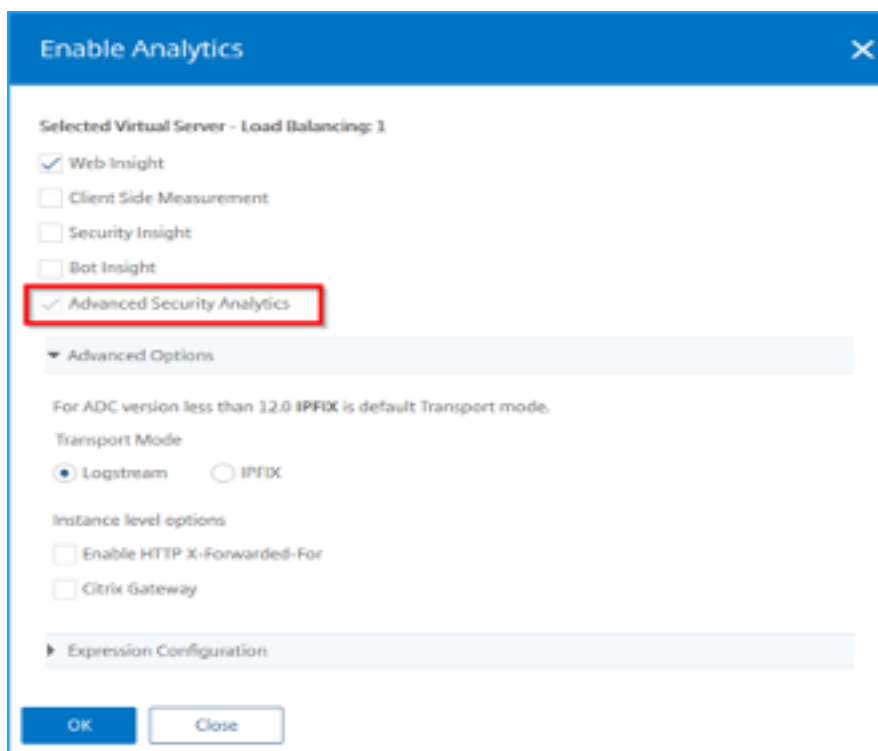 Enable Analytics
Selected Virtual Server - Load Balancing: 1
Web Insight
Client Side Measurement
Security Insight
Bot Insight
Advanced Security Analytics
Advanced Options
For ADC version less than 12.0 IPFIX is default Transport mode.
Transport Mode
Logstream IPFIX
Instance level options
Enable HTTP X-Forwarded-For
Citrix Gateway
Expression Configuration
OK Close